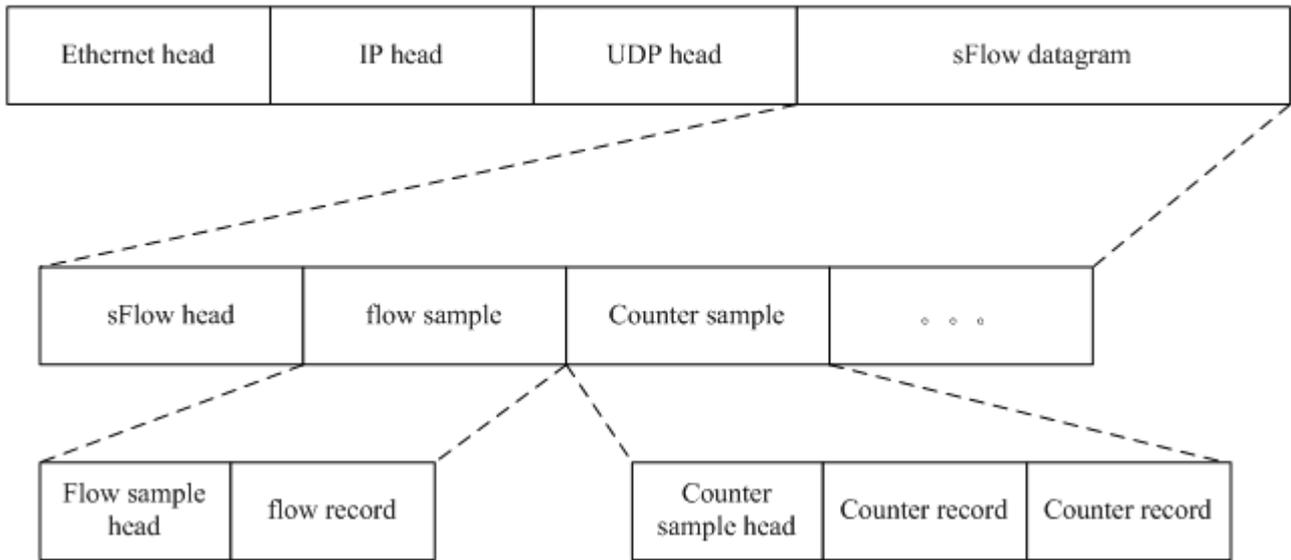 Ethernet head
IP head
UDP head
sFlow datagram
sFlow head
flow sample
Counter sample
。。。
Flow sample
head
flow record
Counter
sample head
Counter record
Counter record